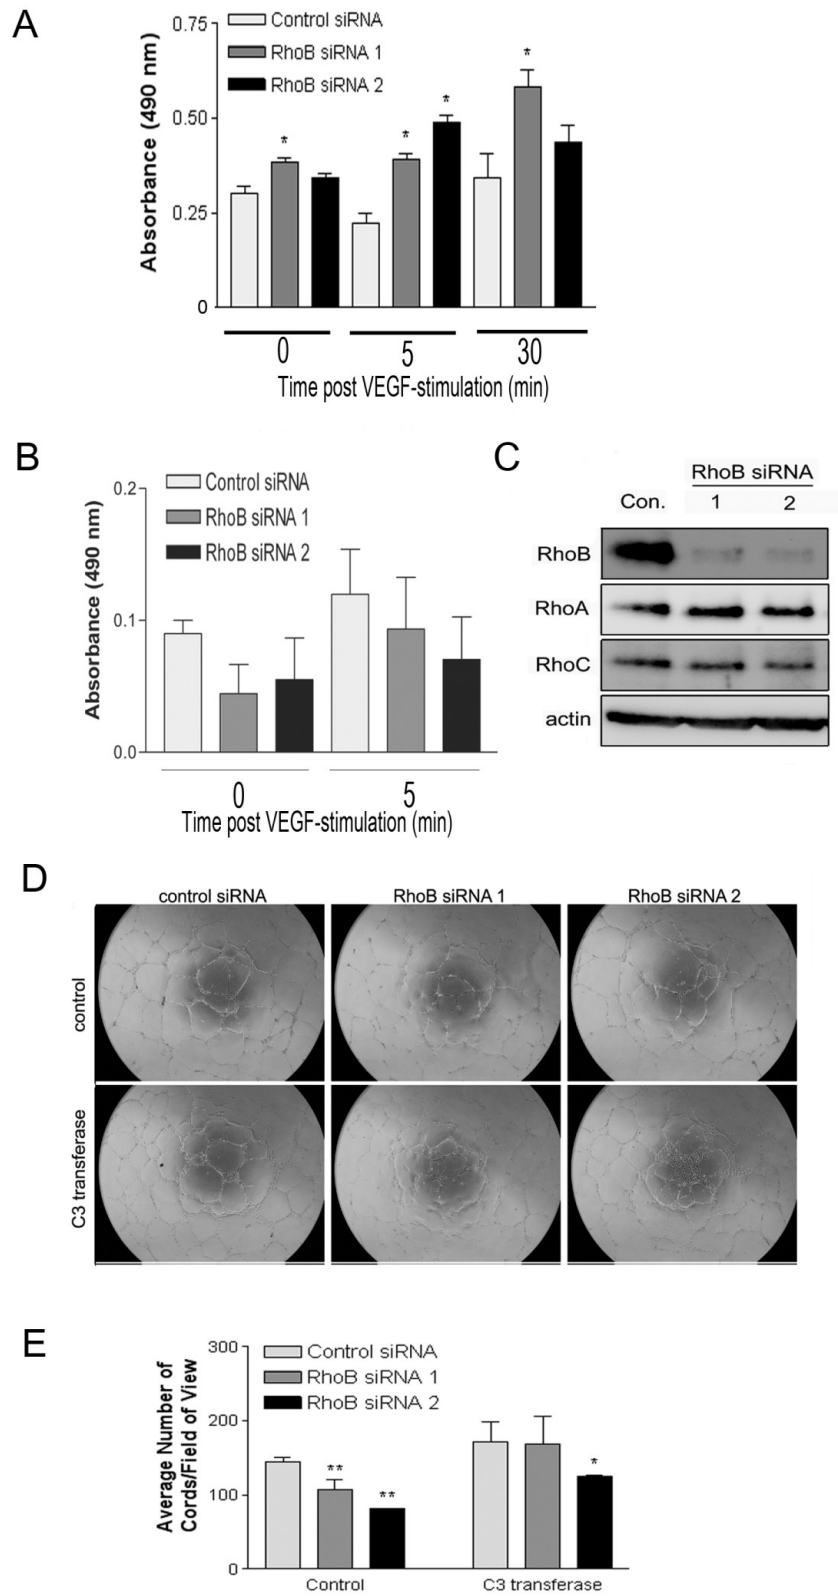 A
Absorbance (490 nm)
0.75
0.50
0.25
0
Control siRNA
RhoB siRNA 1
RhoB siRNA 2
*
*
*
*
0
5
30
Time post VEGF-stimulation (min)
B
Absorbance (490 nm)
0.2
0.1
0.0
Control siRNA
RhoB siRNA 1
RhoB siRNA 2
0
5
Time post VEGF-stimulation (min)
C
RhoB siRNA
Con.
1
2
RhoB
RhoA
RhoC
actin
D
control siRNA
RhoB siRNA 1
RhoB siRNA 2
control
C3 transferase
E
Average Number of
Cords/Field of View
300
200
100
0
Control siRNA
RhoB siRNA 1
RhoB siRNA 2
**
**
*
Control
C3 transferase